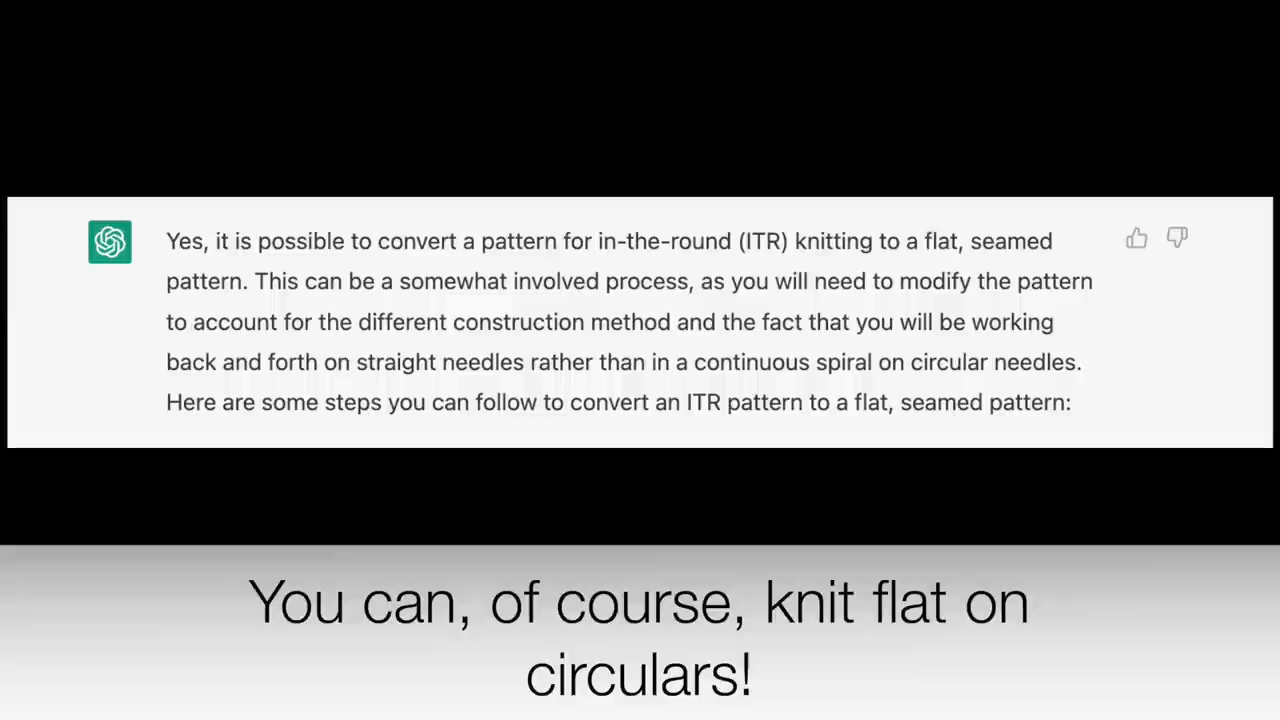 Yes, it is possible to convert a pattern for in-the-round (ITR) knitting to a flat, seamed
pattern. This can be a somewhat involved process, as you will need to modify the pattern
to account for the different construction method and the fact that you will be working
back and forth on straight needles rather than in a continuous spiral on circular needles.
Here are some steps you can follow to convert an ITR pattern to a flat, seamed pattern:
You can, of course, knit flat on
circulars!